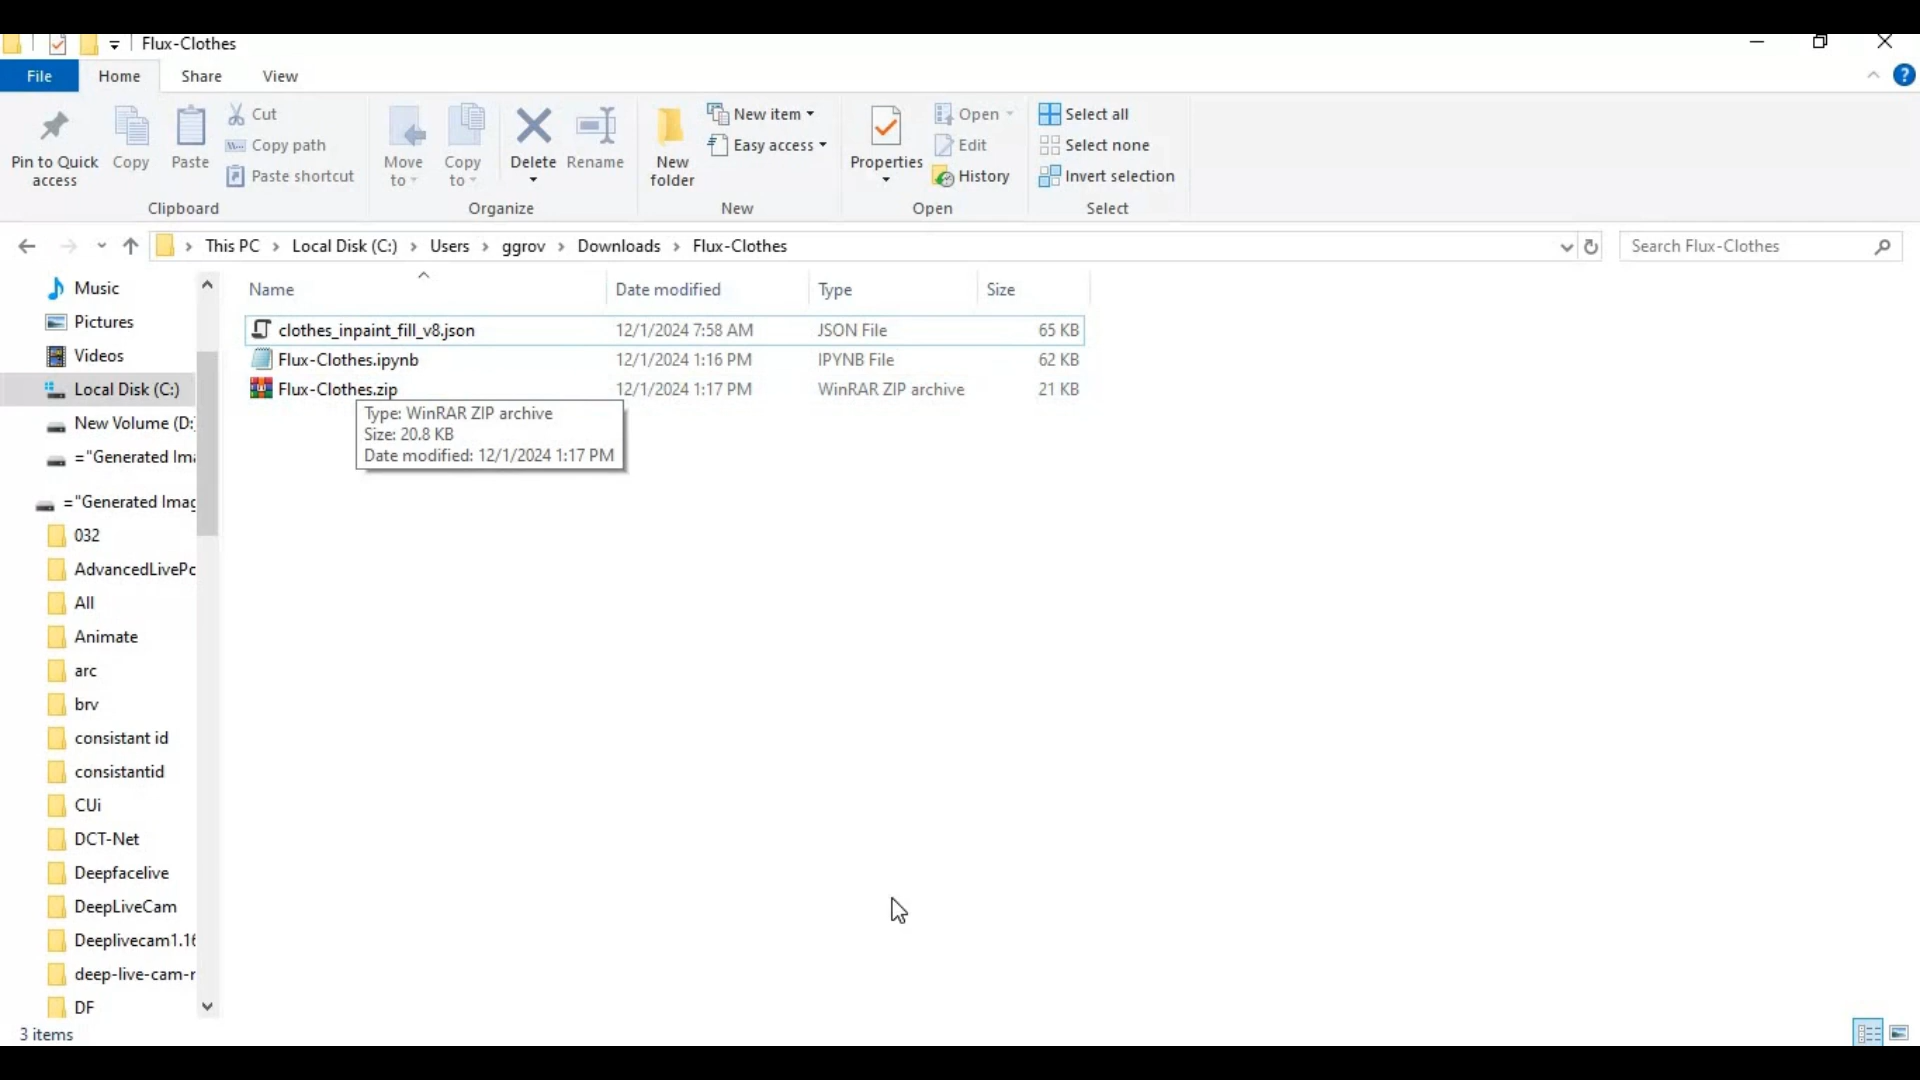 Flux-Clothes
File Home Share View
Pin to Quick access
Copy
Paste
Cut
Copy path
Paste shortcut
Clipboard
Move to
Copy to
Delete
Rename
Organize
New folder
New item
Easy access
New
Properties
Open
Edit
History
Open
Select all
Select none
Invert selection
Select
This PC > Local Disk (C:) > Users > ggrov > Downloads > Flux-Clothes
Search Flux-Clothes
Music
Pictures
Videos
Local Disk (C:)
New Volume (D:
="Generated Ima
="Generated Imag
032
AdvancedLivePo
All
Animate
arc
brv
consistant id
consistantid
CUi
DCT-Net
Deepfacelive
DeepLiveCam
Deeplivecam1.16
deep-live-cam-r
DF
Name Date modified Type Size
clothes_inpaint_fill_v8.json 12/1/2024 7:58 AM JSON File 65 KB
Flux-Clothes.ipynb 12/1/2024 1:16 PM IPYNB File 62 KB
Flux-Clothes.zip 12/1/2024 1:17 PM WinRAR ZIP archive 21 KB
Type: WinRAR ZIP archive
Size: 20.8 KB
Date modified: 12/1/2024 1:17 PM
3 items